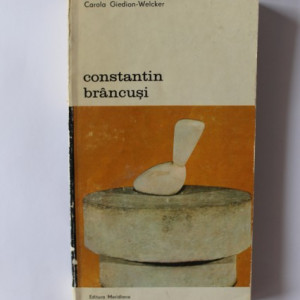 Carola Giedion-Welcker
constantin
brâncuși
Editura Meridiane